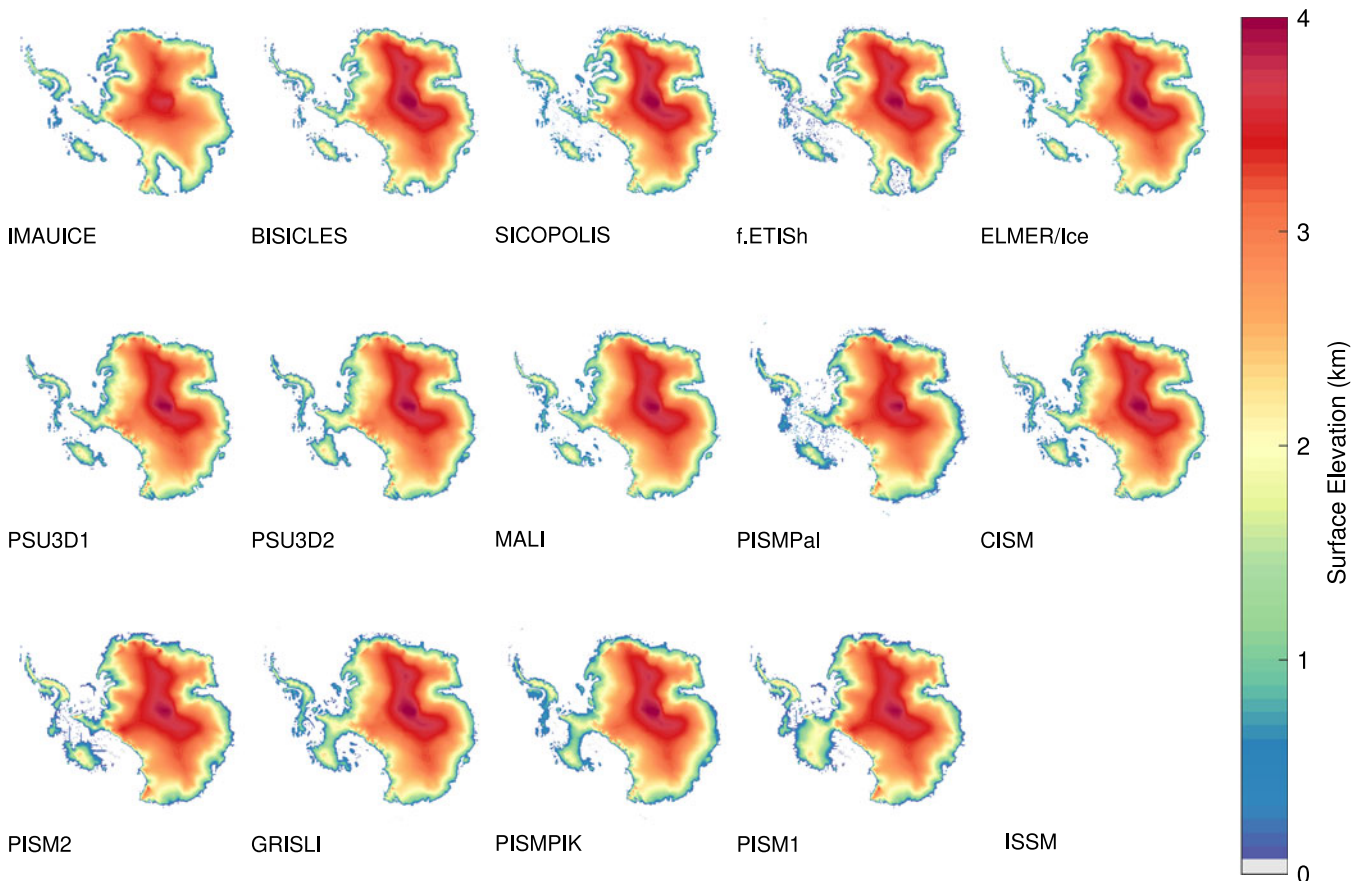 4
IMAUICE BISICLES SICOPOLIS f.ETISh ELMER/Ice
3
Surface Elevation (km)
2
PSU3D1 PSU3D2 MALI PISMPal CISM
1
PISM2 GRISLI PISMPIK PISM1 ISSM
0